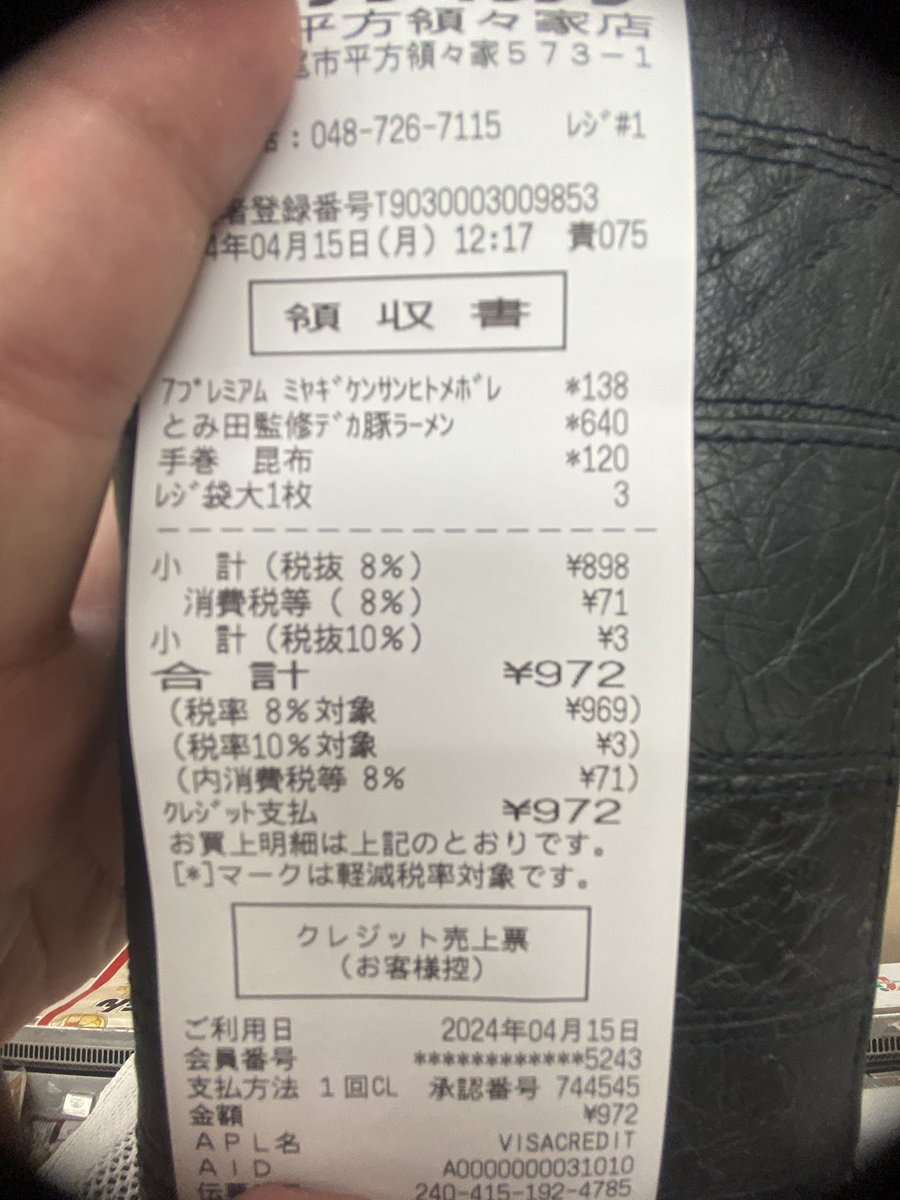 平方領々家店
市平方領々家573-1
:048-726-7115 レジ#1
登録番号T9030003009853
4年04月15日(月) 12:17 責075
領 収 書
7プレミアム ミヤギケンサンヒトメボレ *138
とみ田監修デカ豚ラーメン *640
手巻 昆布 *120
レジ袋大1枚 3
小 計(税抜 8%) ¥898
消費税等( 8%) ¥71
小 計(税抜10%) ¥3
合 計 ¥972
(税率 8%対象 ¥969)
(税率10%対象 ¥3)
(内消費税等 8% ¥71)
クレジット支払 ¥972
お買上明細は上記のとおりです。
[*]マークは軽減税率対象です。
クレジット売上票
(お客様控)
ご利用日 2024年04月15日
会員番号 ************5243
支払方法 1回CL 承認番号 744545
金額 ¥972
APL名 VISACREDIT
AID A0000000031010
240-415-192-4785